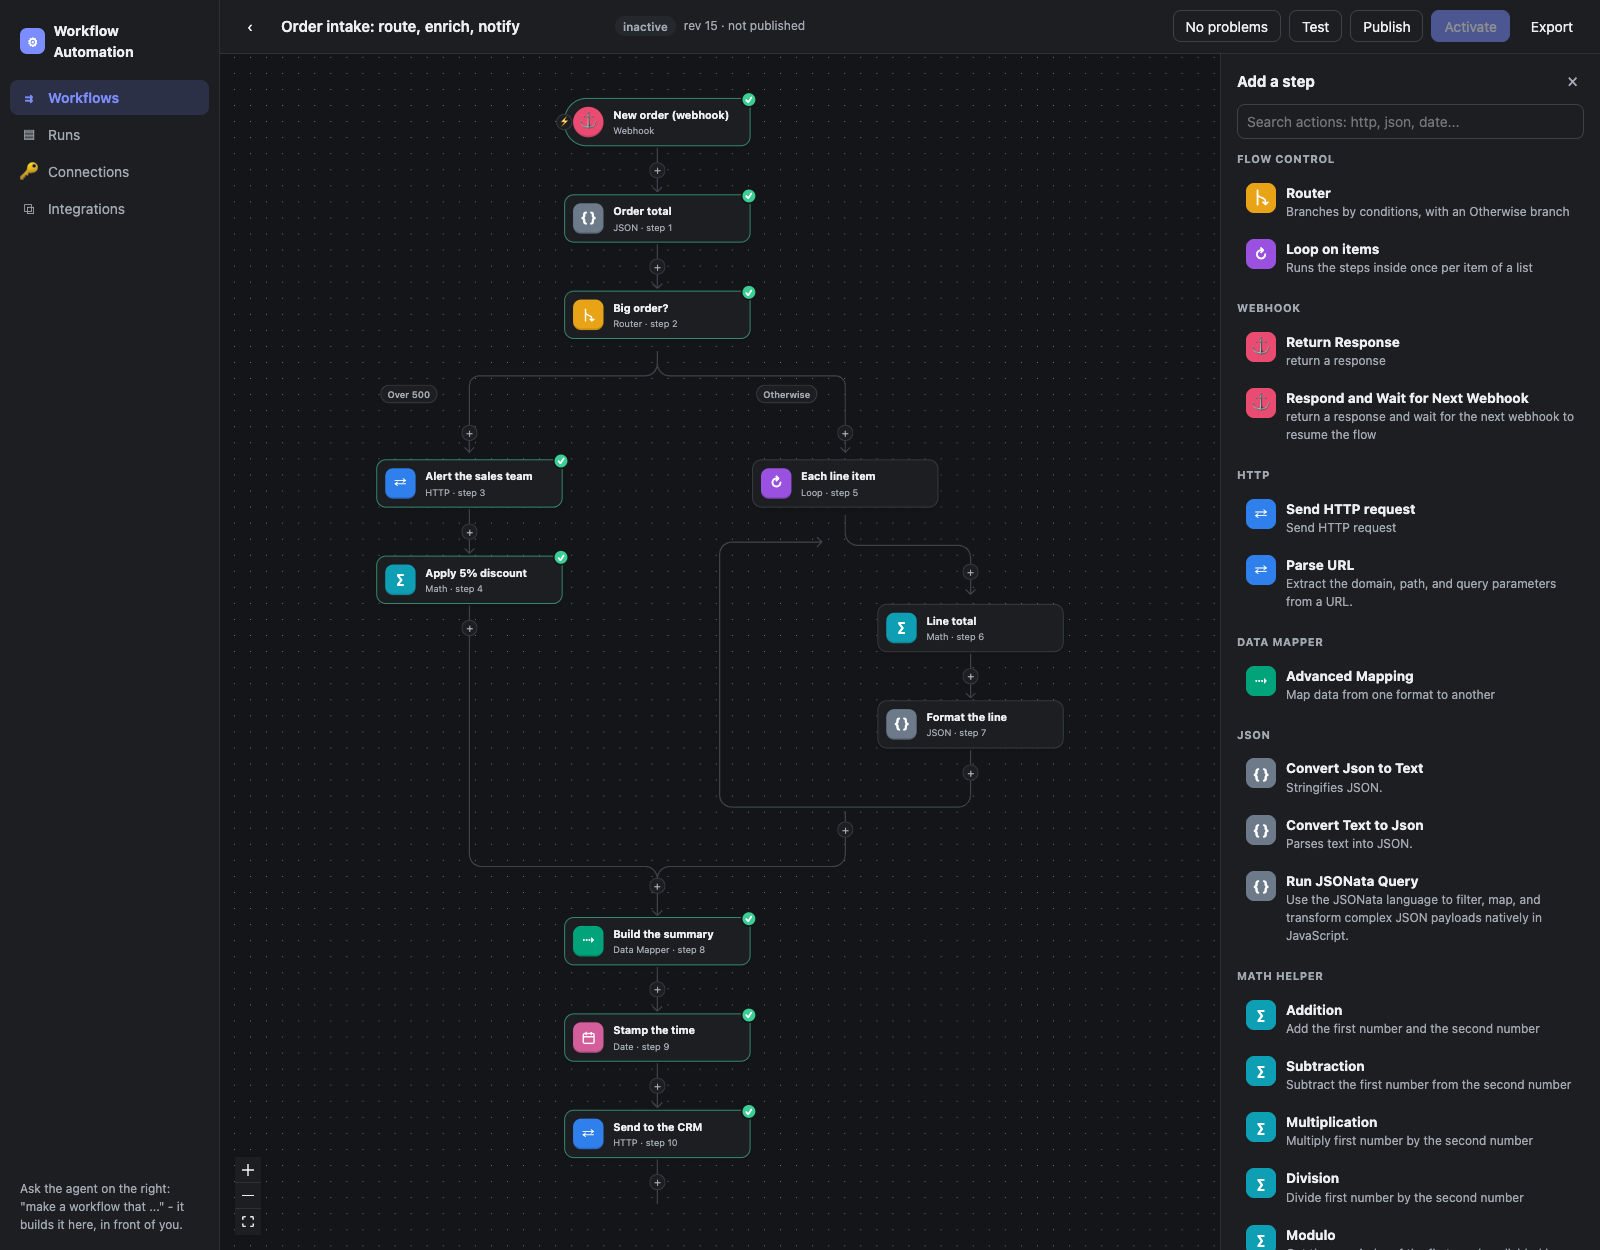 Workflow
Automation
Workflows
Runs
Connections
Integrations
Ask the agent on the right:
"make a workflow that ..." - it
builds it here, in front of you.
Order intake: route, enrich, notify
inactive
rev 15 · not published
No problems
Test
Publish
Activate
Export
New order (webhook)
Webhook
Order total
JSON · step 1
Big order?
Router · step 2
Over 500
Otherwise
Alert the sales team
HTTP · step 3
Each line item
Loop · step 5
Apply 5% discount
Math · step 4
Line total
Math · step 6
Format the line
JSON · step 7
Build the summary
Data Mapper · step 8
Stamp the time
Date · step 9
Send to the CRM
HTTP · step 10
Add a step
Search actions: http, json, date...
FLOW CONTROL
Router
Branches by conditions, with an Otherwise branch
Loop on items
Runs the steps inside once per item of a list
WEBHOOK
Return Response
return a response
Respond and Wait for Next Webhook
return a response and wait for the next webhook to
resume the flow
HTTP
Send HTTP request
Send HTTP request
Parse URL
Extract the domain, path, and query parameters
from a URL.
DATA MAPPER
Advanced Mapping
Map data from one format to another
JSON
Convert Json to Text
Stringifies JSON.
Convert Text to Json
Parses text into JSON.
Run JSONata Query
Use the JSONata language to filter, map, and
transform complex JSON payloads natively in
JavaScript.
MATH HELPER
Addition
Add the first number and the second number
Subtraction
Subtract the first number from the second number
Multiplication
Multiply first number by the second number
Division
Divide first number by the second number
Modulo